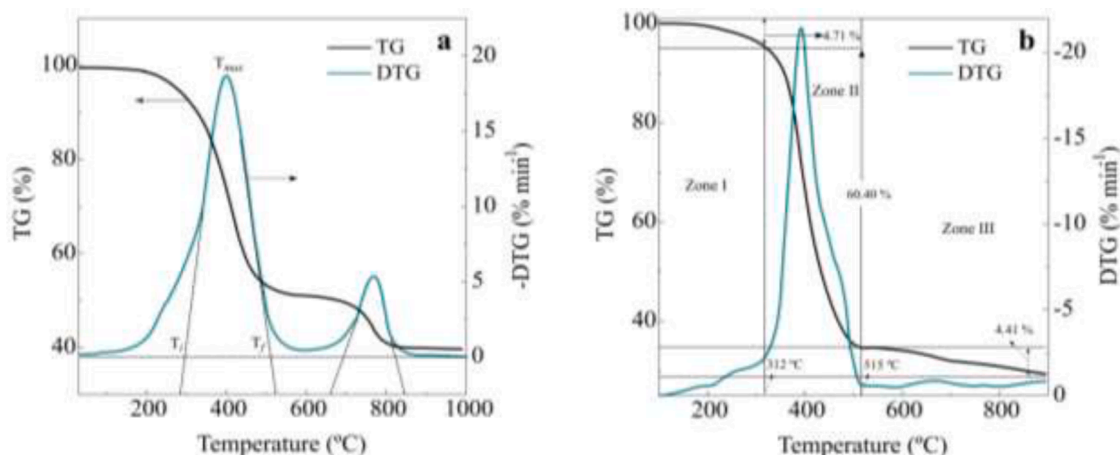 a
TG
DTG
Tmax
Ti
Tf
100
80
60
40
TG (%)
20
15
10
5
0
-DTG (% min-1)
200
400
600
800
1000
Temperature (ºC)
b
TG
DTG
4.71 %
Zone II
Zone I
60.40 %
Zone III
4.41 %
312 ºC
515 ºC
100
80
60
40
TG (%)
-20
-15
-10
-5
0
DTG (% min-1)
200
400
600
800
Temperature (ºC)